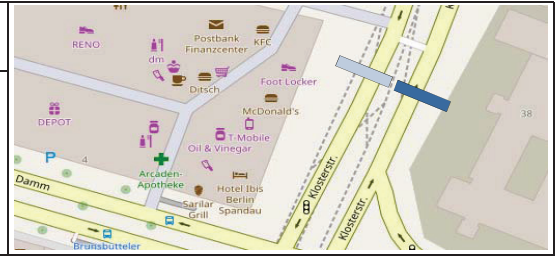 RENO
Postbank
Finanzcenter
KFC
dm
Ditsch
Foot Locker
McDonald's
DEPOT
T-Mobile
Oil & Vinegar
38
P
4
Arcaden-
Apotheke
Damm
Sarilar
Grill
Hotel Ibis
Berlin
Spandau
Klosterstr.
Klosterstr.
Brunsbütteler